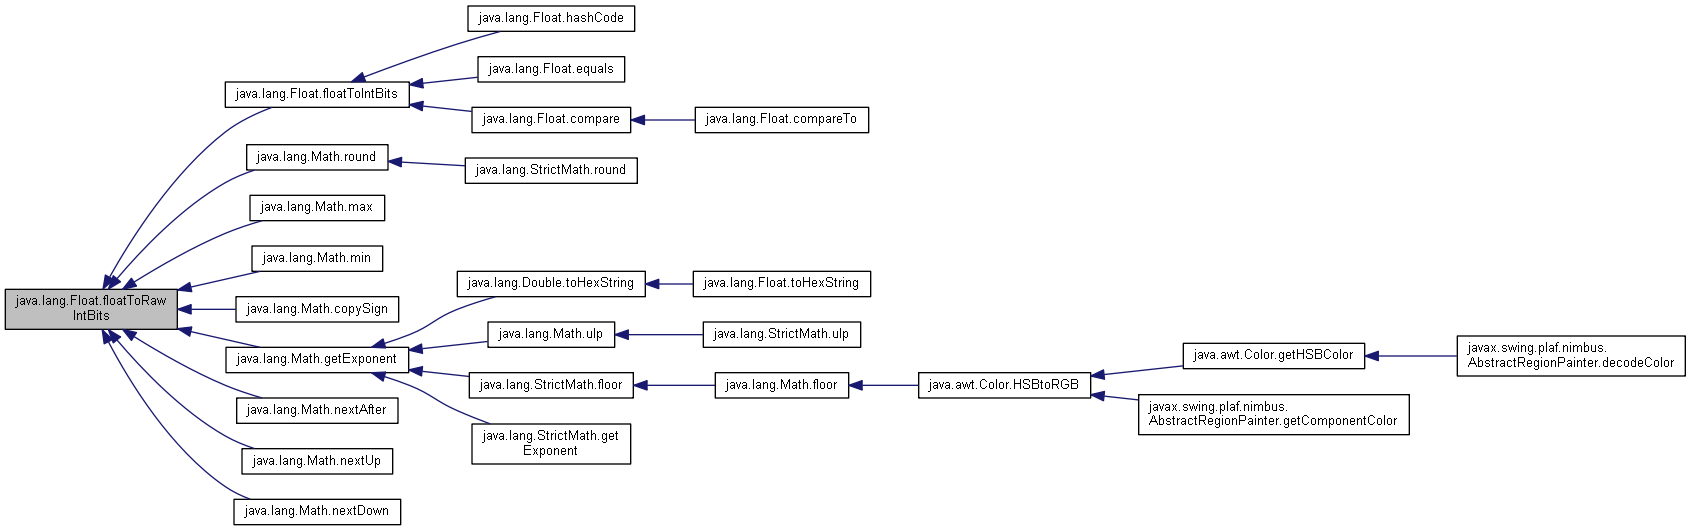 java.lang.Float.hashCode
java.lang.Float.equals
java.lang.Float.floatToIntBits
java.lang.Float.compare
java.lang.Float.compareTo
java.lang.Math.round
java.lang.StrictMath.round
java.lang.Math.max
java.lang.Math.min
java.lang.Double.toHexString
java.lang.Float.toHexString
java.lang.Float.floatToRaw
IntBits
java.lang.Math.copySign
java.lang.Math.ulp
java.lang.StrictMath.ulp
java.lang.Math.getExponent
java.awt.Color.getHSBColor
javax.swing.plaf.nimbus.
AbstractRegionPainter.decodeColor
java.lang.StrictMath.floor
java.lang.Math.floor
java.awt.Color.HSBtoRGB
java.lang.Math.nextAfter
javax.swing.plaf.nimbus.
AbstractRegionPainter.getComponentColor
java.lang.StrictMath.get
Exponent
java.lang.Math.nextUp
java.lang.Math.nextDown